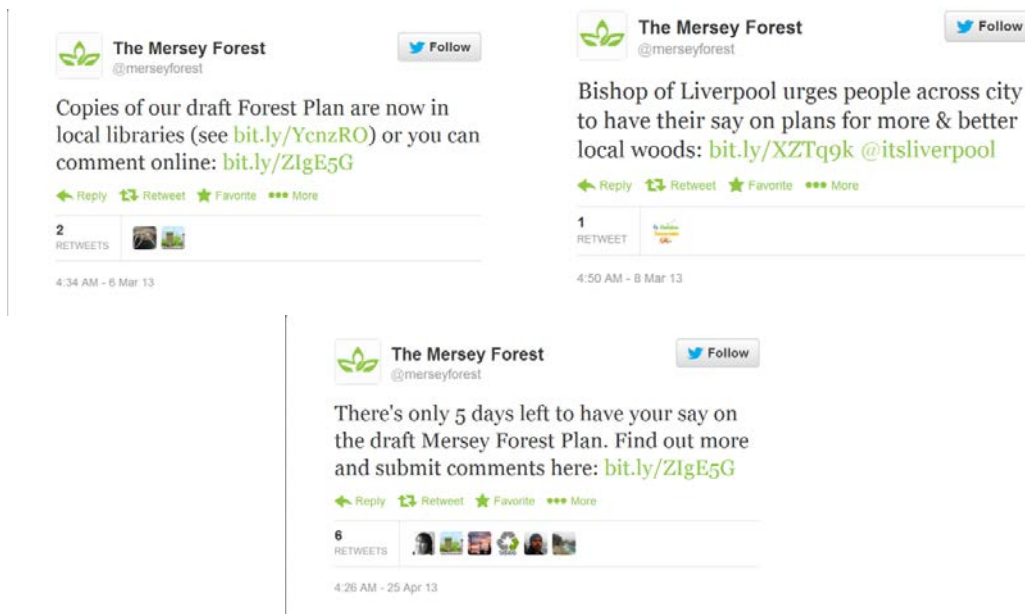 The Mersey Forest
@merseyforest
Follow
Copies of our draft Forest Plan are now in
local libraries (see bit.ly/YcnzRO) or you can
comment online: bit.ly/ZIgE5G
Reply Retweet Favorite More
2
RETWEETS
4:34 AM - 6 Mar 13
The Mersey Forest
@merseyforest
Follow
Bishop of Liverpool urges people across city
to have their say on plans for more & better
local woods: bit.ly/XZTq9k @itsliverpool
Reply Retweet Favorite More
1
RETWEET
4:50 AM - 8 Mar 13
The Mersey Forest
@merseyforest
Follow
There's only 5 days left to have your say on
the draft Mersey Forest Plan. Find out more
and submit comments here: bit.ly/ZIgE5G
Reply Retweet Favorite More
6
RETWEETS
4:26 AM - 25 Apr 13